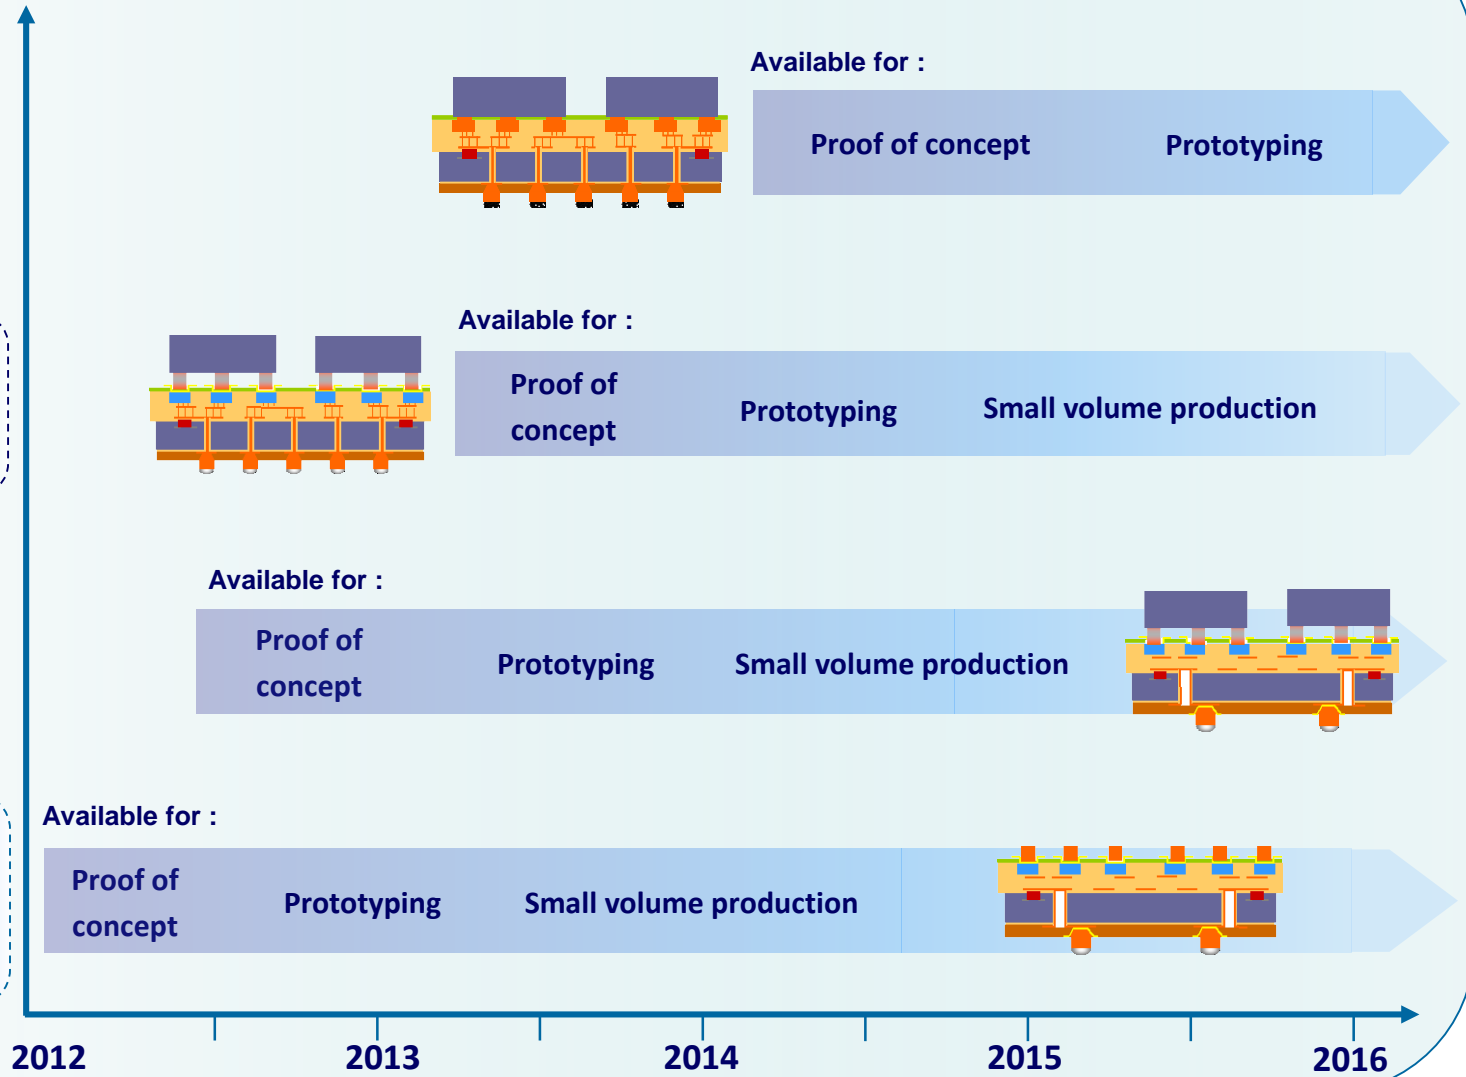 Available for :
Proof of concept
Prototyping
Available for :
Proof of
concept
Prototyping
Small volume production
Available for :
Proof of
concept
Prototyping
Small volume production
Available for :
Proof of
concept
Prototyping
Small volume production
2012
2013
2014
2015
2016